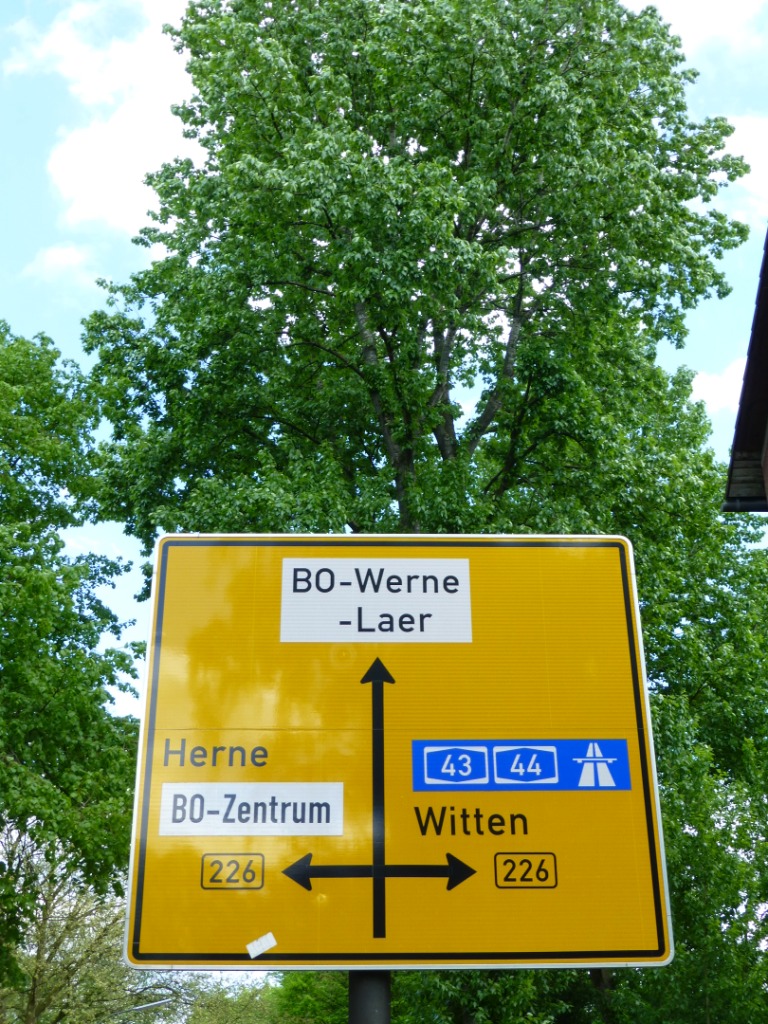 BO-Werne
-Laer
Herne
BO-Zentrum
226
43 44
Witten
226